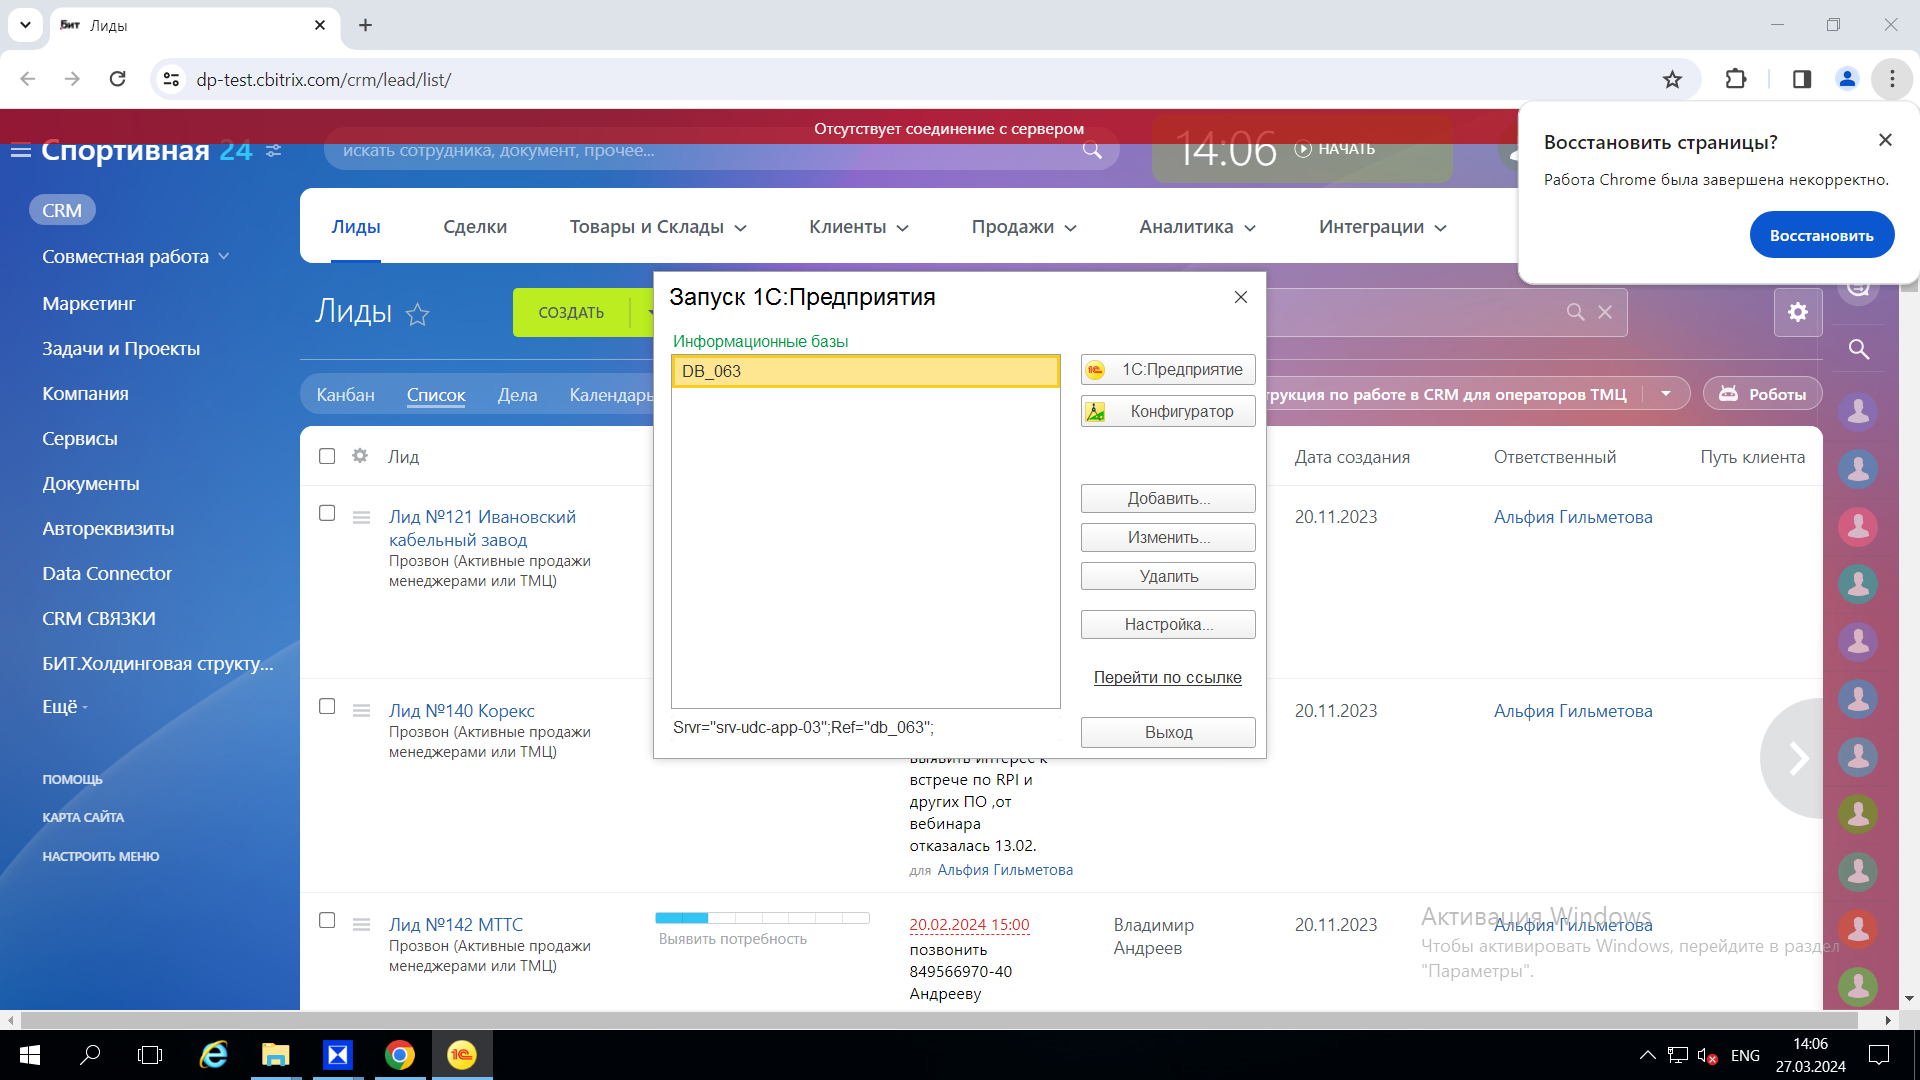 Лиды
dp-test.cbitrix.com/crm/lead/list/
Отсутствует соединение с сервером
Спортивная 24
искать сотрудника, документ, прочее...
14:06
НАЧАТЬ
Восстановить страницы?
Работа Chrome была завершена некорректно.
Восстановить
CRM
Совместная работа
Маркетинг
Задачи и Проекты
Компания
Сервисы
Документы
Автореквизиты
Data Connector
CRM СВЯЗКИ
БИТ.Холдинговая структу...
Ещё
ПОМОЩЬ
КАРТА САЙТА
НАСТРОИТЬ МЕНЮ
Лиды
Сделки
Товары и Склады
Клиенты
Продажи
Аналитика
Интеграции
Лиды
СОЗДАТЬ
Канбан
Список
Дела
Календарь
трукция по работе в CRM для операторов ТМЦ
Роботы
Запуск 1С:Предприятия
Информационные базы
DB_063
1С:Предприятие
Конфигуратор
Добавить...
Изменить...
Удалить
Настройка...
Перейти по ссылке
Выход
Srvr="srv-udc-app-03";Ref="db_063";
Лид
Дата создания
Ответственный
Путь клиента
Лид №121 Ивановский
кабельный завод
Прозвон (Активные продажи
менеджерами или ТМЦ)
20.11.2023
Альфия Гильметова
Лид №140 Корекс
Прозвон (Активные продажи
менеджерами или ТМЦ)
выявить интерес к
встрече по RPI и
других ПО ,от
вебинара
отказалась 13.02.
для Альфия Гильметова
20.11.2023
Альфия Гильметова
Лид №142 МТТС
Прозвон (Активные продажи
менеджерами или ТМЦ)
Выявить потребность
20.02.2024 15:00
позвонить
849566970-40
Андрееву
Владимир
Андреев
20.11.2023
Альфия Гильметова
Активация Windows
Чтобы активировать Windows, перейдите в раздел
"Параметры".
ENG
14:06
27.03.2024